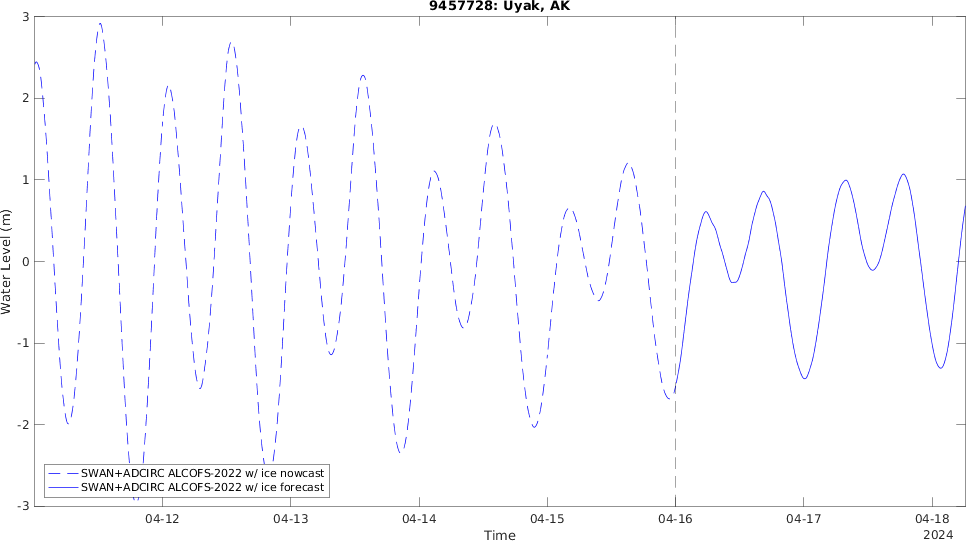 9457728: Uyak, AK
3
2
1
0
-1
-2
-3
Water Level (m)
SWAN+ADCIRC ALCOFS-2022 w/ ice nowcast
SWAN+ADCIRC ALCOFS-2022 w/ ice forecast
04-12 04-13 04-14 04-15 04-16 04-17 04-18
Time
2024